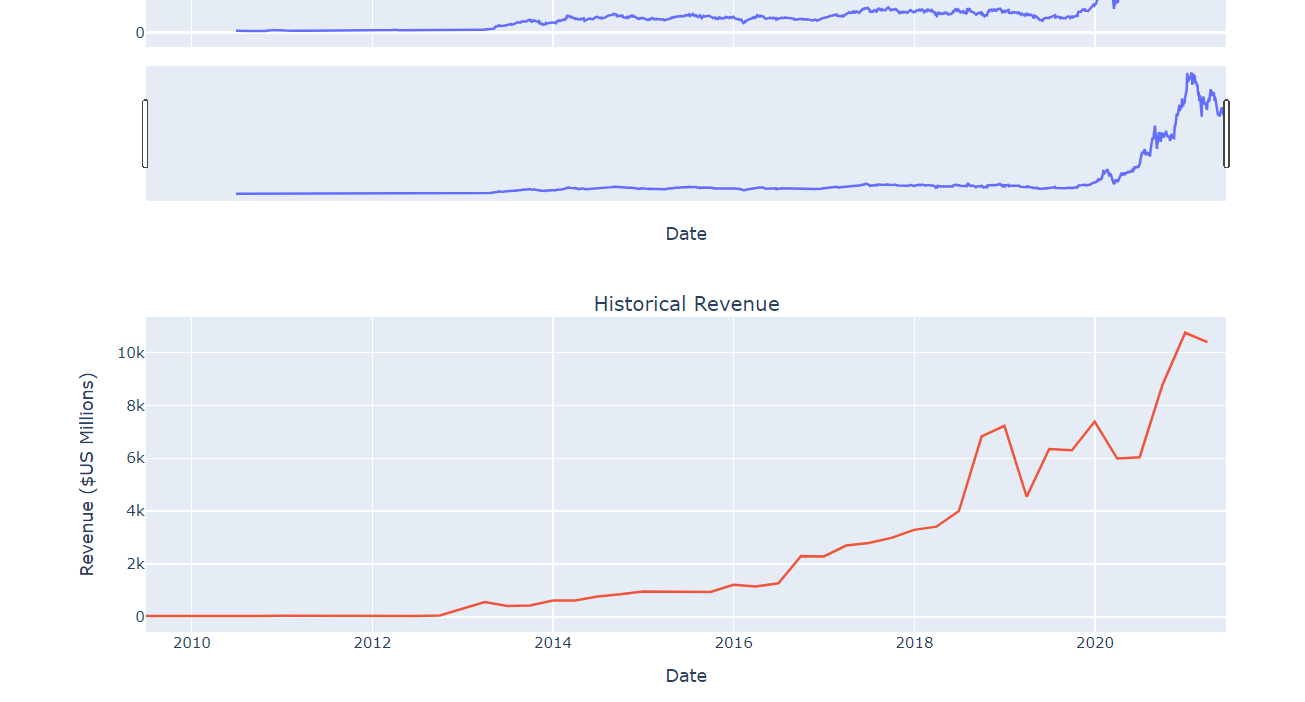 0
Date
Historical Revenue
Revenue ($US Millions)
10k
8k
6k
4k
2k
0
2010 2012 2014 2016 2018 2020
Date